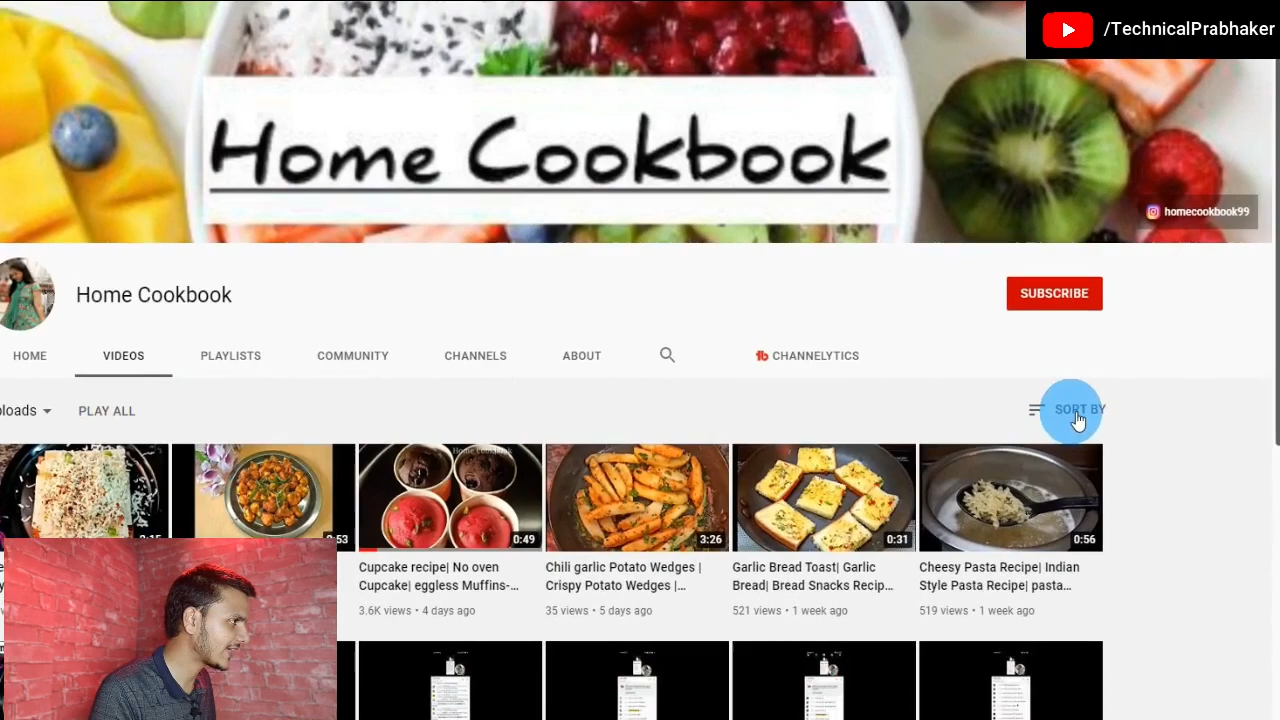 /TechnicalPrabhaker
Home Cookbook
homecookbook99
Home Cookbook
SUBSCRIBE
HOME VIDEOS PLAYLISTS COMMUNITY CHANNELS ABOUT CHANNELYTICS
PLAY ALL SORT BY
Home Cookbook
0:49 3:26 0:31 0:56
Cupcake recipe| No oven
Cupcake| eggless Muffins-...
3.6K views • 4 days ago
Chili garlic Potato Wedges |
Crispy Potato Wedges |...
35 views • 5 days ago
Garlic Bread Toast| Garlic
Bread| Bread Snacks Recip...
521 views • 1 week ago
Cheesy Pasta Recipe| Indian
Style Pasta Recipe| pasta...
519 views • 1 week ago